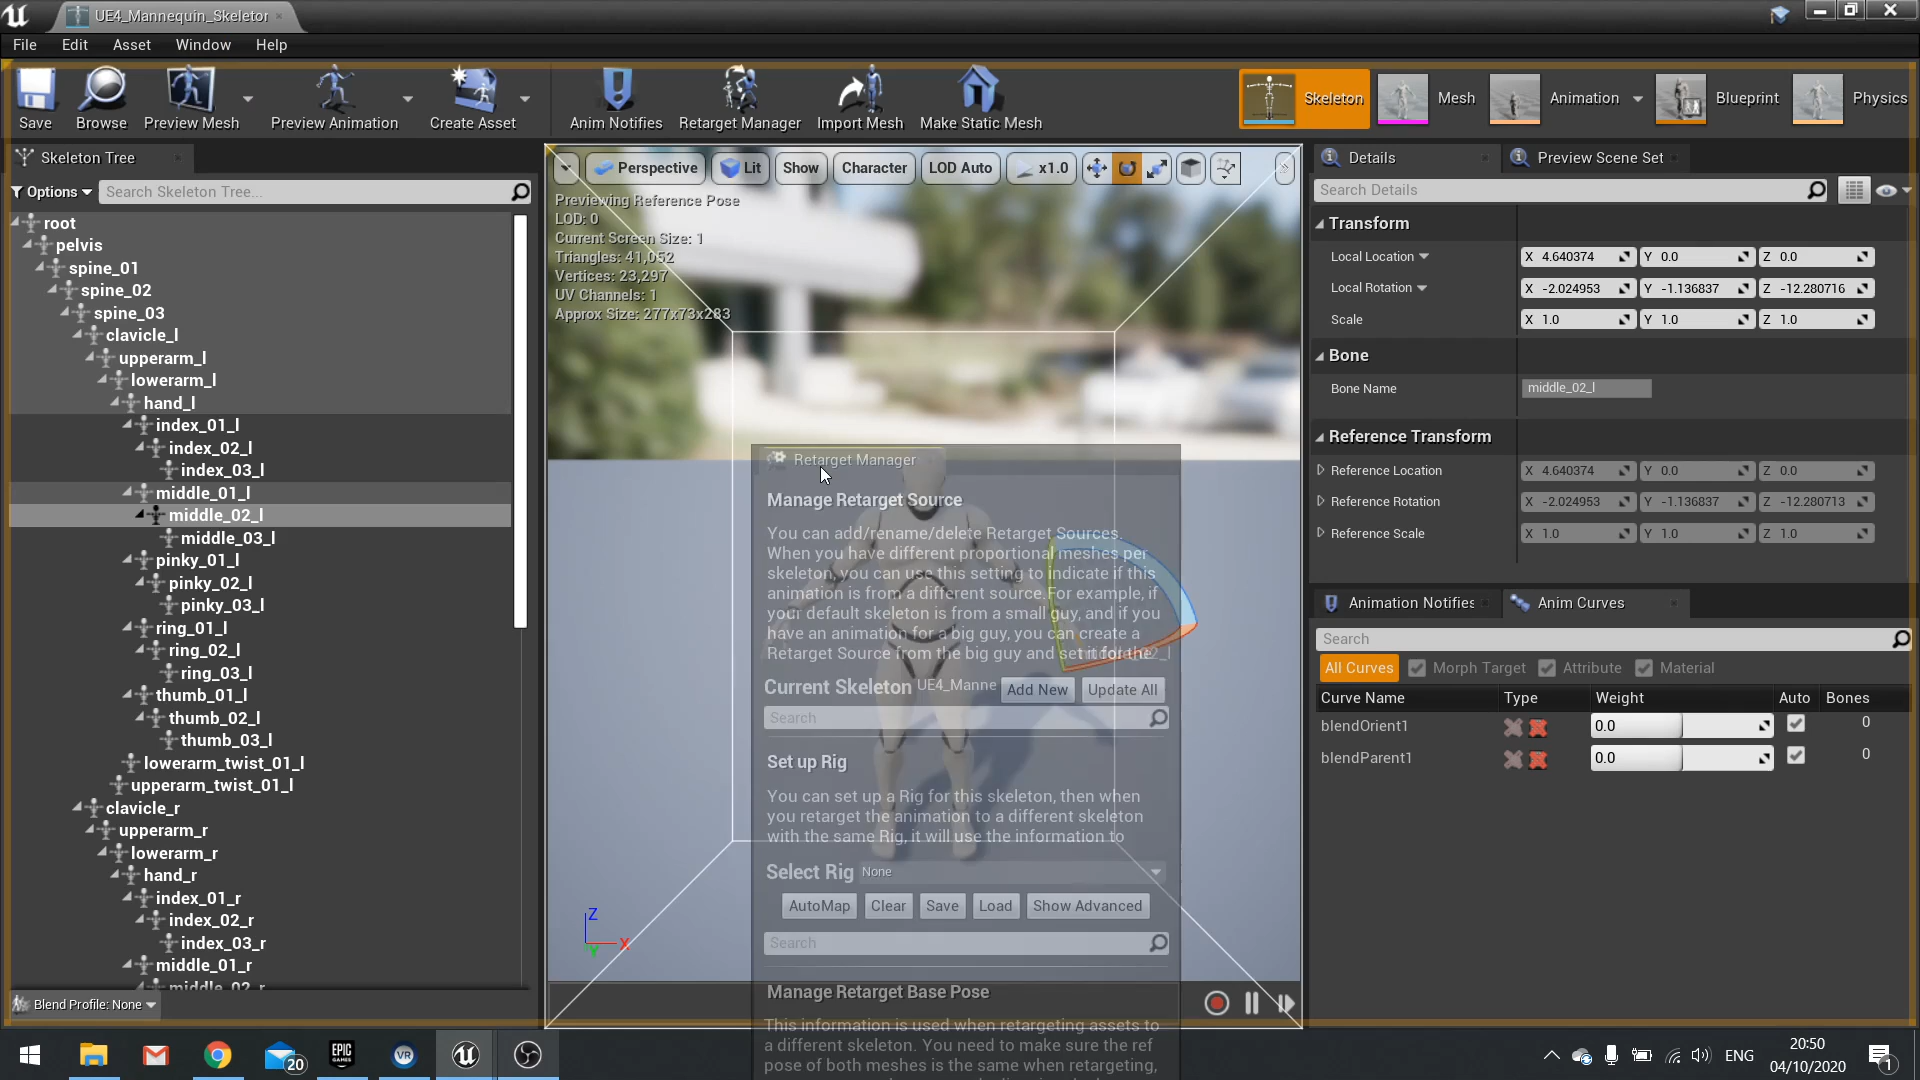 UE4_Mannequin_Skeletor
File Edit Asset Window Help
Save Browse Preview Mesh Preview Animation Create Asset Anim Notifies Retarget Manager Import Mesh Make Static Mesh Skeleton Mesh Animation Blueprint Physics
Skeleton Tree
Options Search Skeleton Tree...
root
pelvis
spine_01
spine_02
spine_03
clavicle_l
upperarm_l
lowerarm_l
hand_l
index_01_l
index_02_l
index_03_l
middle_01_l
middle_02_l
middle_03_l
pinky_01_l
pinky_02_l
pinky_03_l
ring_01_l
ring_02_l
ring_03_l
thumb_01_l
thumb_02_l
thumb_03_l
lowerarm_twist_01_l
upperarm_twist_01_l
clavicle_r
upperarm_r
lowerarm_r
hand_r
index_01_r
index_02_r
index_03_r
middle_01_r
middle_02_r
Blend Profile: None
Perspective Lit Show Character LOD Auto x1.0
Previewing Reference Pose
LOD: 0
Current Screen Size: 1
Triangles: 41,052
Vertices: 23,297
UV Channels: 1
Approx Size: 277x73x283
Retarget Manager
Manage Retarget Source
You can add/rename/delete Retarget Sources.
When you have different proportional meshes per
skeleton, you can use this setting to indicate if this
animation is from a different source.For example, if
your default skeleton is from a small guy, and if you
have an animation for a big guy, you can create a
Retarget Source from the big guy and set it for the
Current Skeleton UE4_Manne Add New Update All
Search
Set up Rig
You can set up a Rig for this skeleton, then when
you retarget the animation to a different skeleton
with the same Rig, it will use the information to
Select Rig None
AutoMap Clear Save Load Show Advanced
Search
Manage Retarget Base Pose
This information is used when retargeting assets to
a different skeleton. You need to make sure the ref
pose of both meshes is the same when retargeting,
Z
X
Y
Details Preview Scene Set
Search Details
Transform
Local Location X 4.640374 Y 0.0 Z 0.0
Local Rotation X -2.024953 Y -1.136837 Z -12.280716
Scale X 1.0 Y 1.0 Z 1.0
Bone
Bone Name middle_02_l
Reference Transform
Reference Location X 4.640374 Y 0.0 Z 0.0
Reference Rotation X -2.024953 Y -1.136837 Z -12.280713
Reference Scale X 1.0 Y 1.0 Z 1.0
Animation Notifies Anim Curves
Search
All Curves Morph Target Attribute Material
Curve Name Type Weight Auto Bones
blendOrient1 0.0 0
blendParent1 0.0 0
20 EPIC GAMES VR ENG 20:50
04/10/2020 1